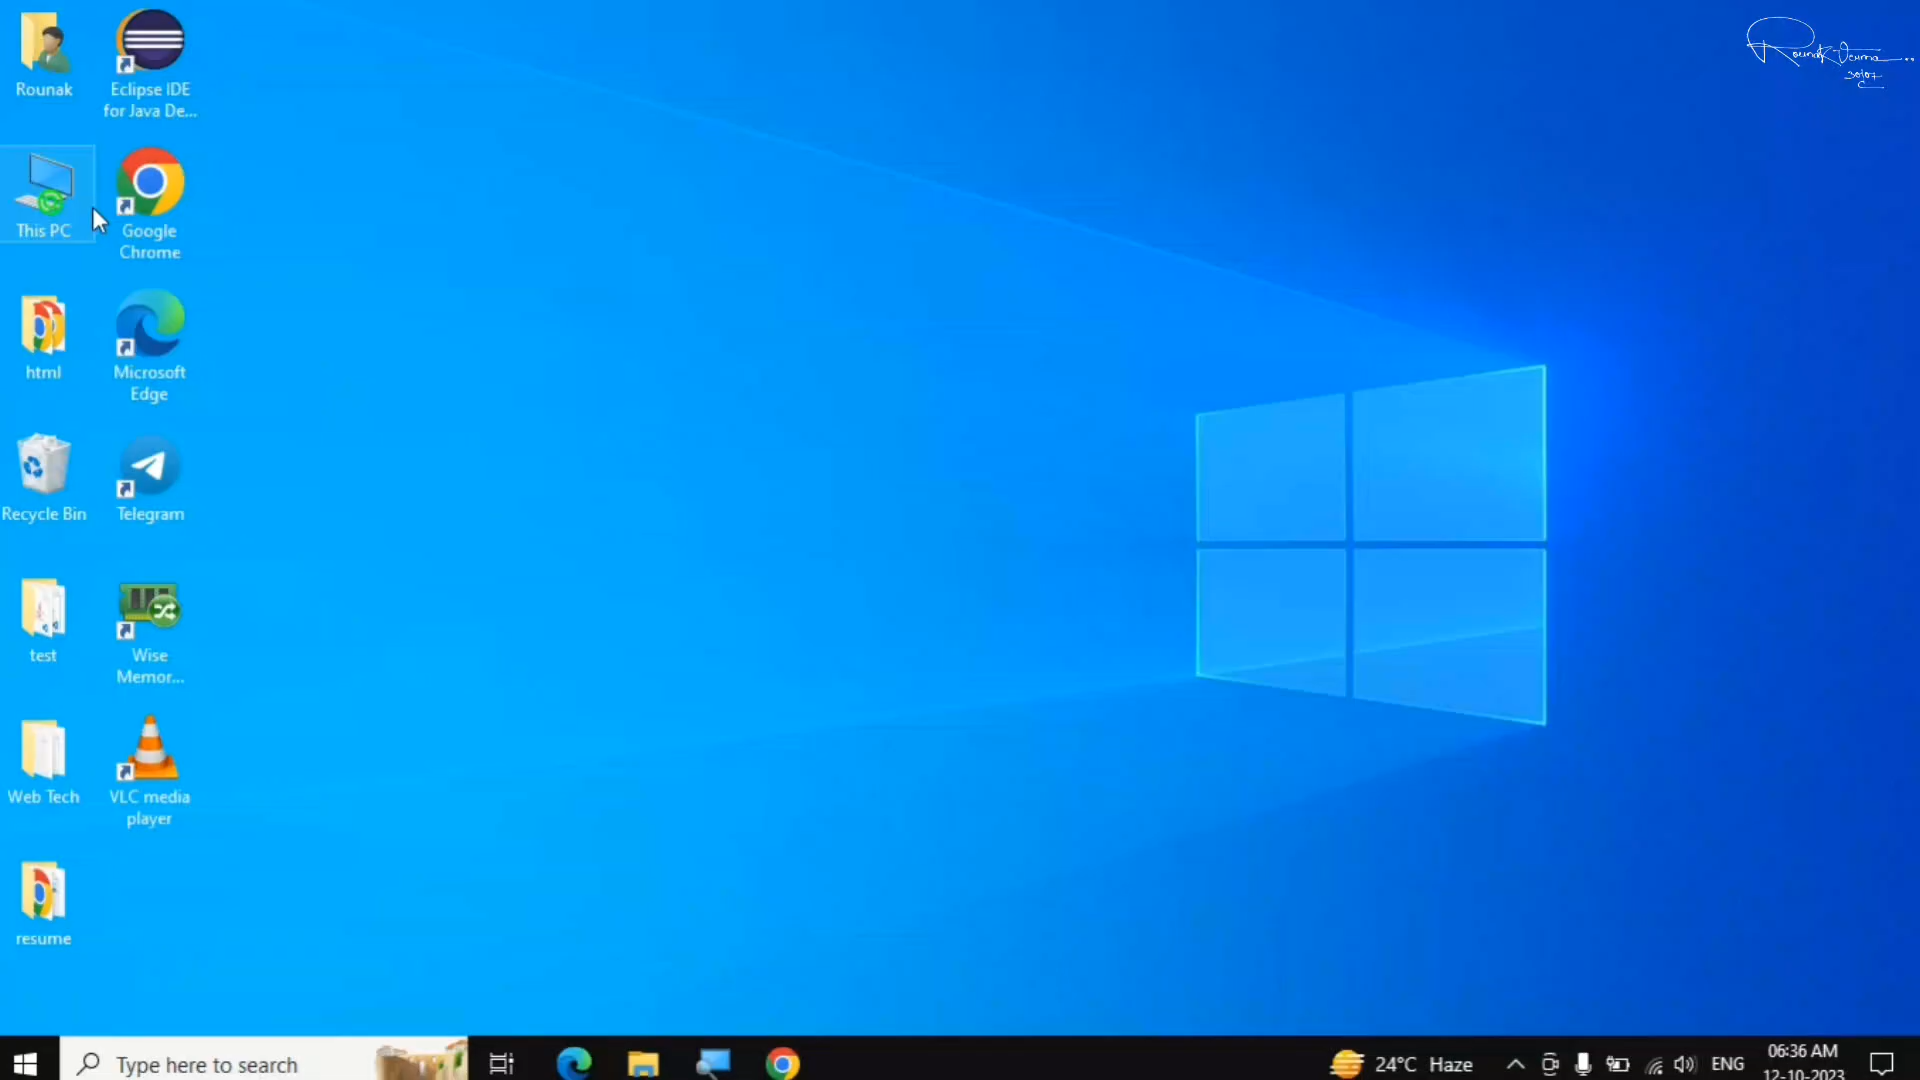 Rounak
Eclipse IDE
for Java De...
This PC
Google
Chrome
html
Microsoft
Edge
Recycle Bin
Telegram
test
Wise
Memor...
Web Tech
VLC media
player
resume
Type here to search
24°C Haze
ENG
06:36 AM
12-10-2023